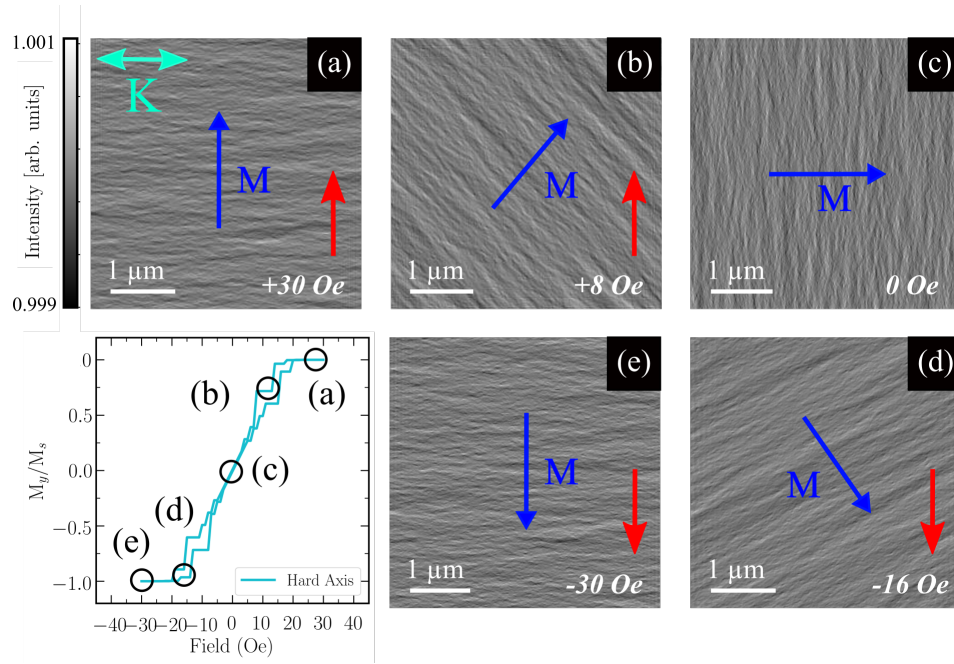 1.001
Intensity [arb. units]
0.999
K
M
(a)
1 µm
+30 Oe
(b)
M
1 µm
+8 Oe
(c)
M
1 µm
0 Oe
M_y/M_s
0
0.5
0.0
−0.5
−1.0
(b)
(a)
(c)
(d)
(e)
Hard Axis
−40 −30 −20 −10 0 10 20 30 40
Field (Oe)
(e)
M
1 µm
-30 Oe
(d)
M
1 µm
-16 Oe